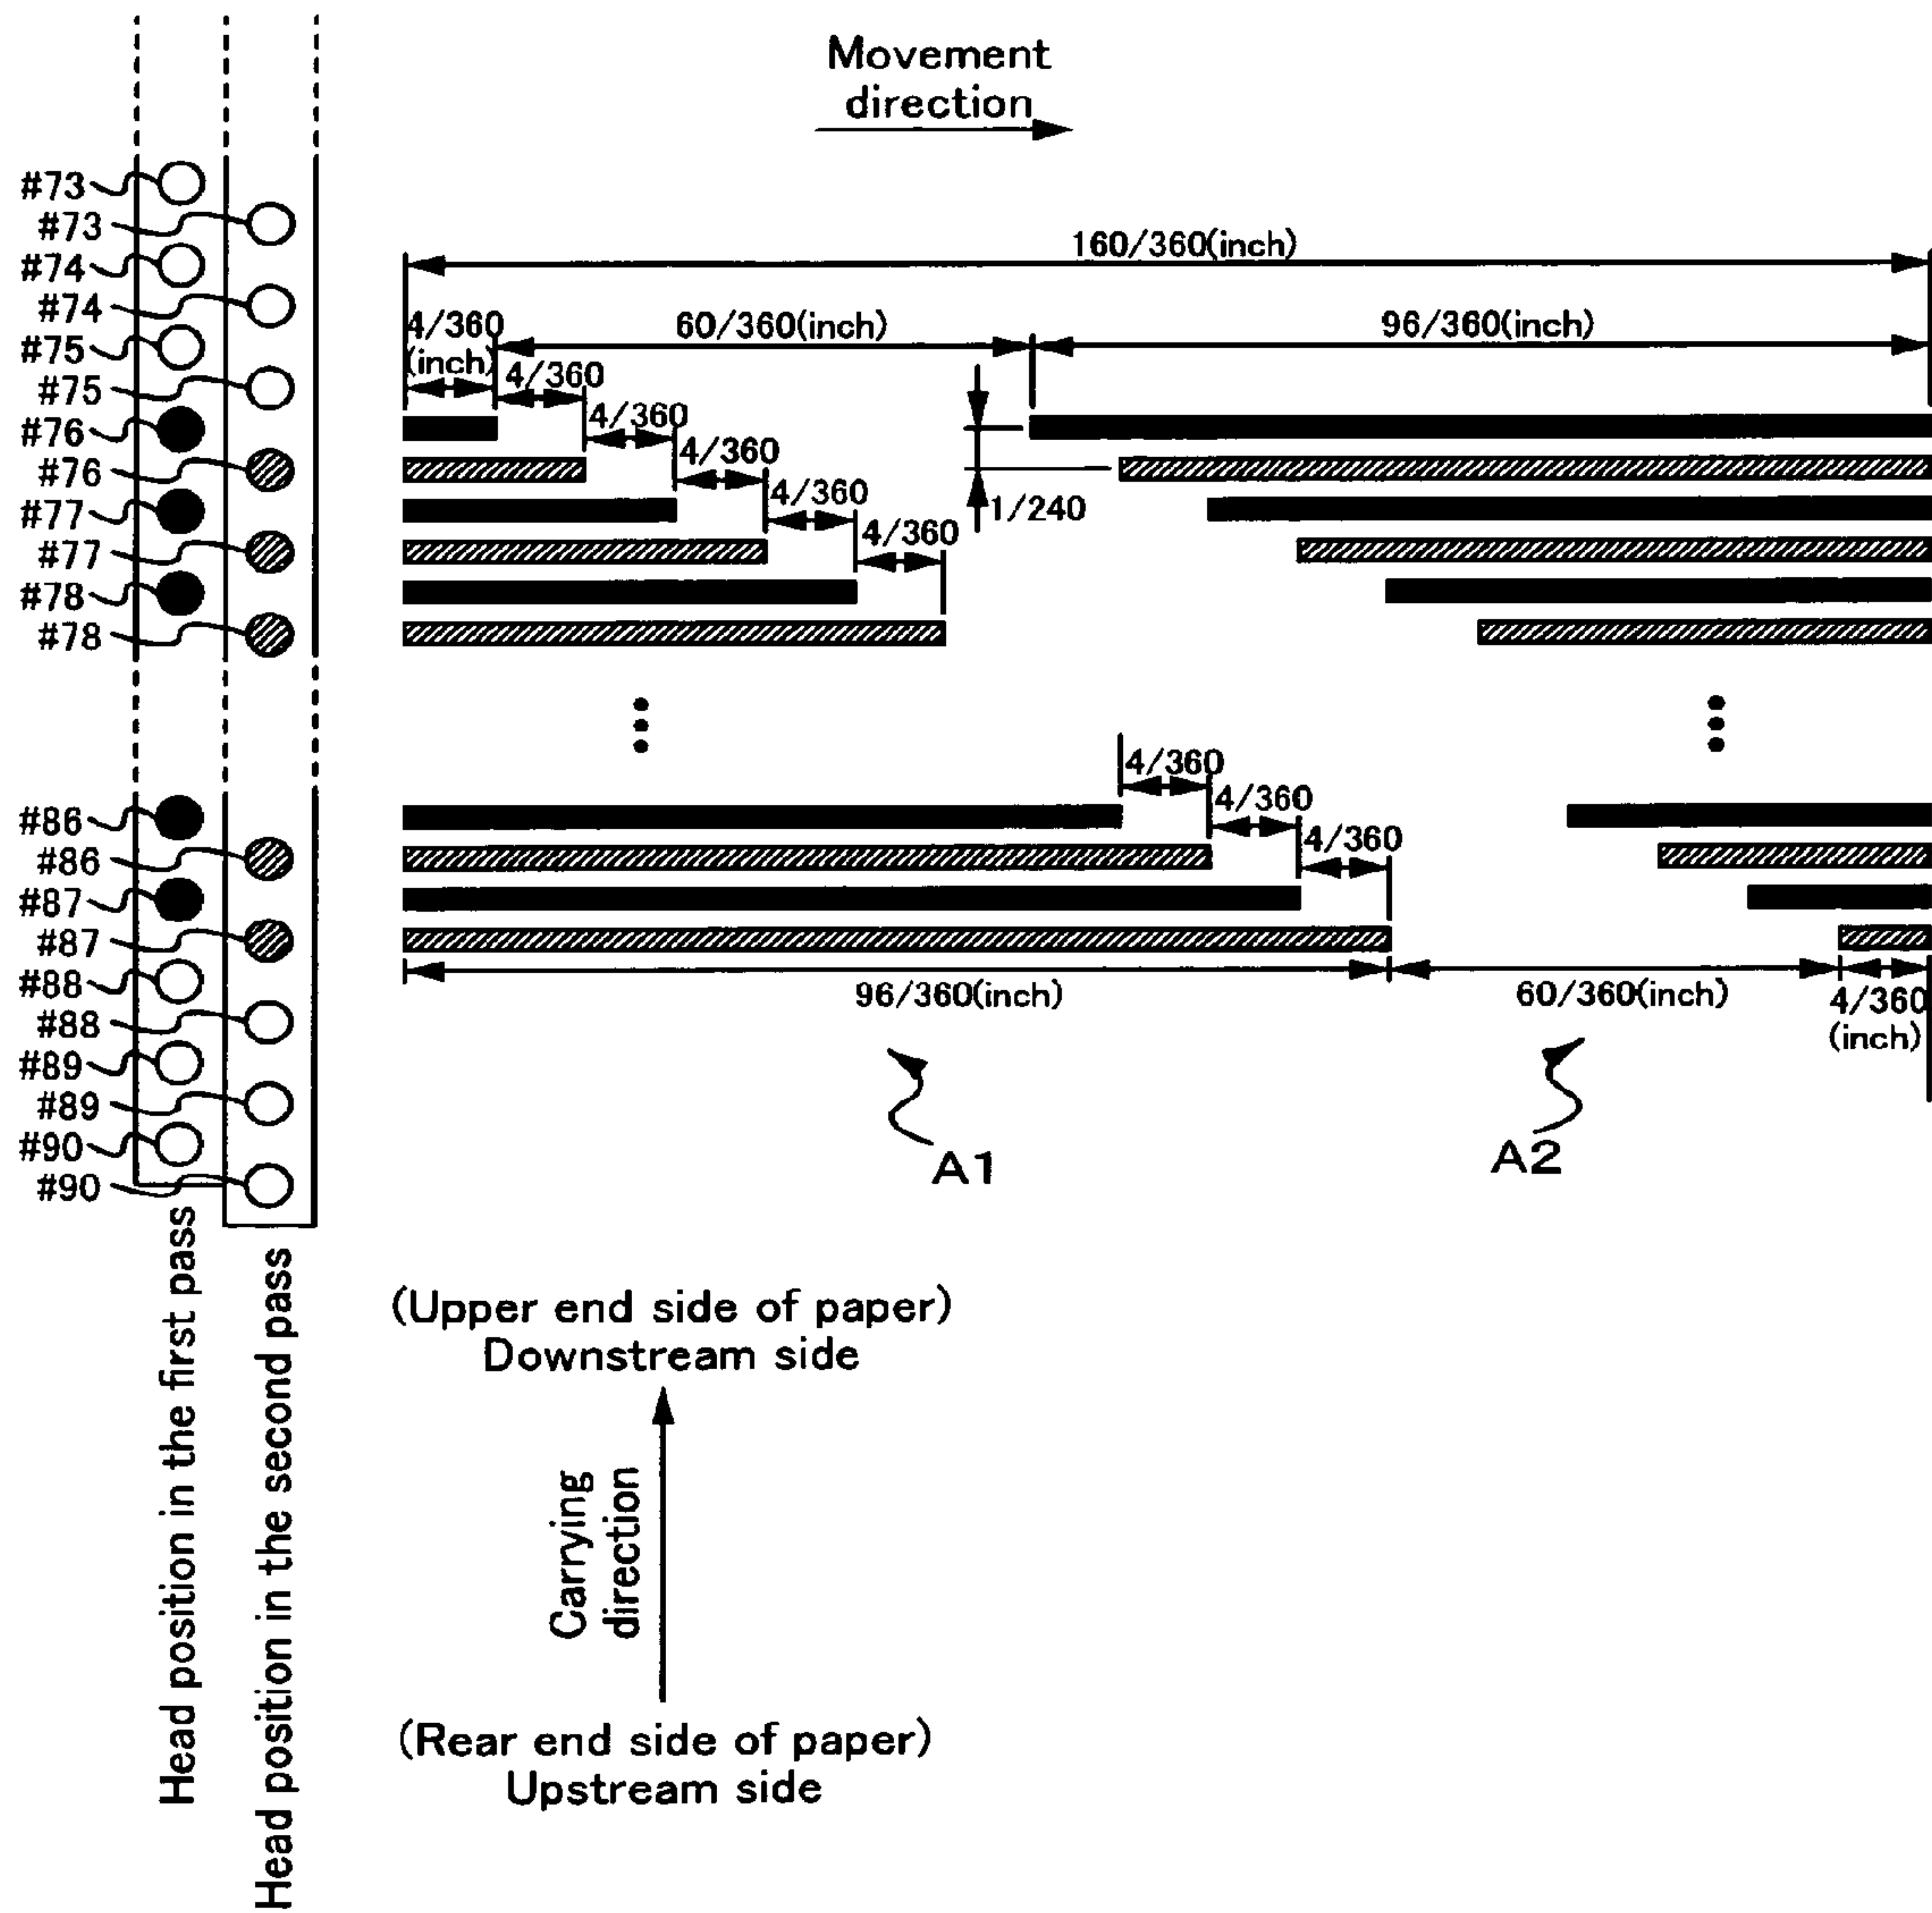 Movement
direction
#73
#73
#74
#74
#75
#75
#76
#76
#77
#77
#78
#78
#86
#86
#87
#87
#88
#88
#89
#89
#90
#90
160/360(inch)
4/360
(inch)
60/360(inch)
96/360(inch)
4/360
4/360
4/360
4/360
4/360
1/240
4/360
4/360
4/360
96/360(inch)
60/360(inch)
4/360
(inch)
A1
A2
Head position in the first pass
Head position in the second pass
(Upper end side of paper)
Downstream side
Carrying
direction
(Rear end side of paper)
Upstream side